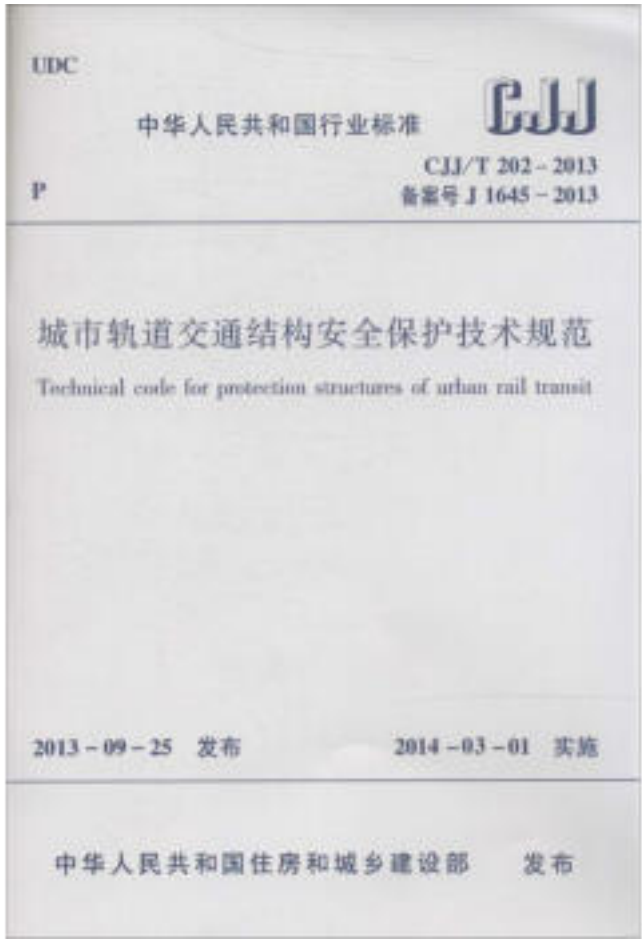 UDC
中华人民共和国行业标准
CJJ
CJJ/T 202-2013
P
备案号 J 1645-2013
城市轨道交通结构安全保护技术规范
Technical code for protection structures of urban rail transit
2013-09-25 发布
2014-03-01 实施
中华人民共和国住房和城乡建设部 发布